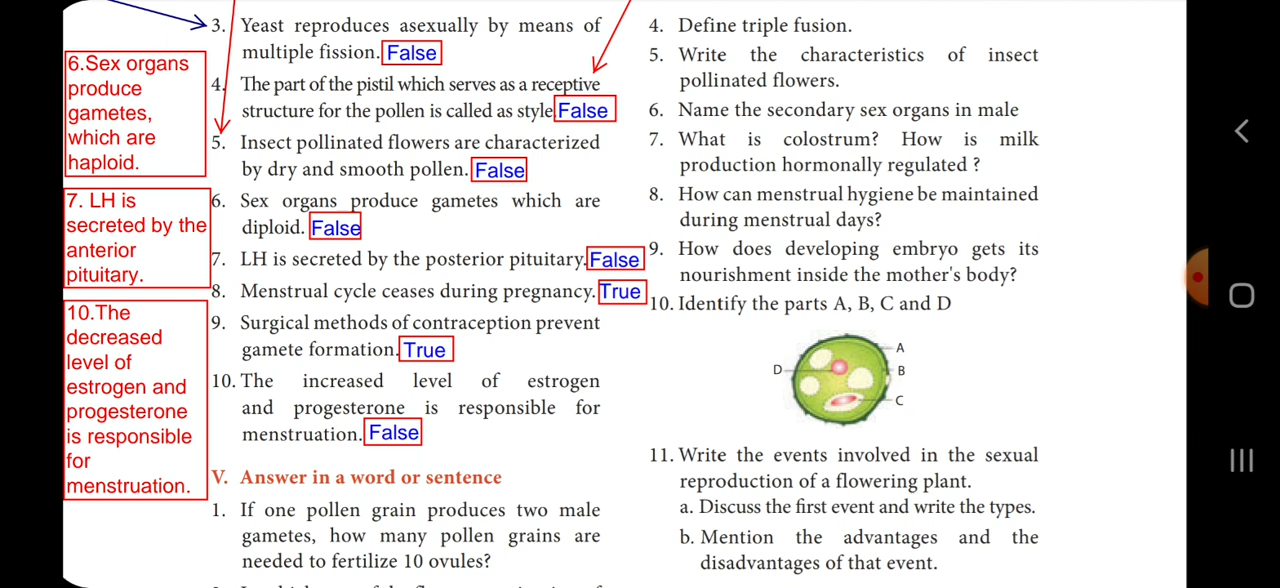 3. Yeast reproduces asexually by means of
multiple fission. False
4. The part of the pistil which serves as a receptive
structure for the pollen is called as style. False
5. Insect pollinated flowers are characterized
by dry and smooth pollen. False
6. Sex organs produce gametes which are
diploid. False
7. LH is secreted by the posterior pituitary. False
8. Menstrual cycle ceases during pregnancy. True
9. Surgical methods of contraception prevent
gamete formation. True
10. The increased level of estrogen
and progesterone is responsible for
menstruation. False
V. Answer in a word or sentence
1. If one pollen grain produces two male
gametes, how many pollen grains are
needed to fertilize 10 ovules?
6.Sex organs
produce
gametes,
which are
haploid.
7. LH is
secreted by the
anterior
pituitary.
10.The
decreased
level of
estrogen and
progesterone
is responsible
for
menstruation.
4. Define triple fusion.
5. Write the characteristics of insect
pollinated flowers.
6. Name the secondary sex organs in male
7. What is colostrum? How is milk
production hormonally regulated ?
8. How can menstrual hygiene be maintained
during menstrual days?
9. How does developing embryo gets its
nourishment inside the mother's body?
10. Identify the parts A, B, C and D
A
D
B
C
11. Write the events involved in the sexual
reproduction of a flowering plant.
a. Discuss the first event and write the types.
b. Mention the advantages and the
disadvantages of that event.